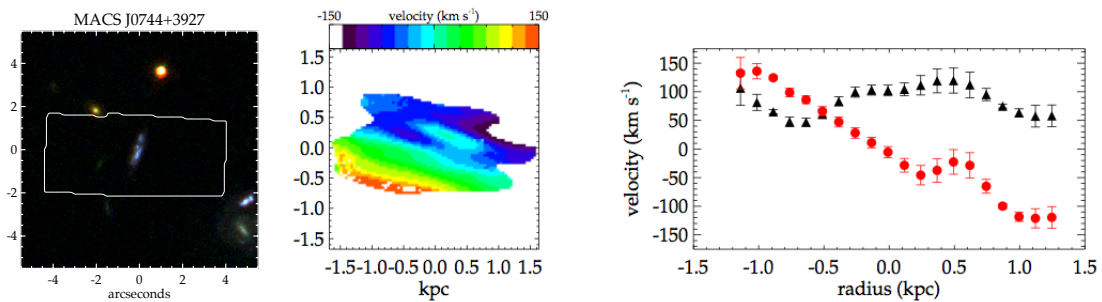 MACS J0744+3927
4
2
0
-2
-4
-4 -2 0 2 4
arcseconds
-150 velocity (km s⁻¹) 150
1.5
1.0
0.5
0.0
-0.5
-1.0
-1.5
-1.5-1.0-0.5 0.0 0.5 1.0 1.5
kpc
velocity (km s⁻¹)
150
100
50
0
-50
-100
-150
-1.5 -1.0 -0.5 0.0 0.5 1.0 1.5
radius (kpc)